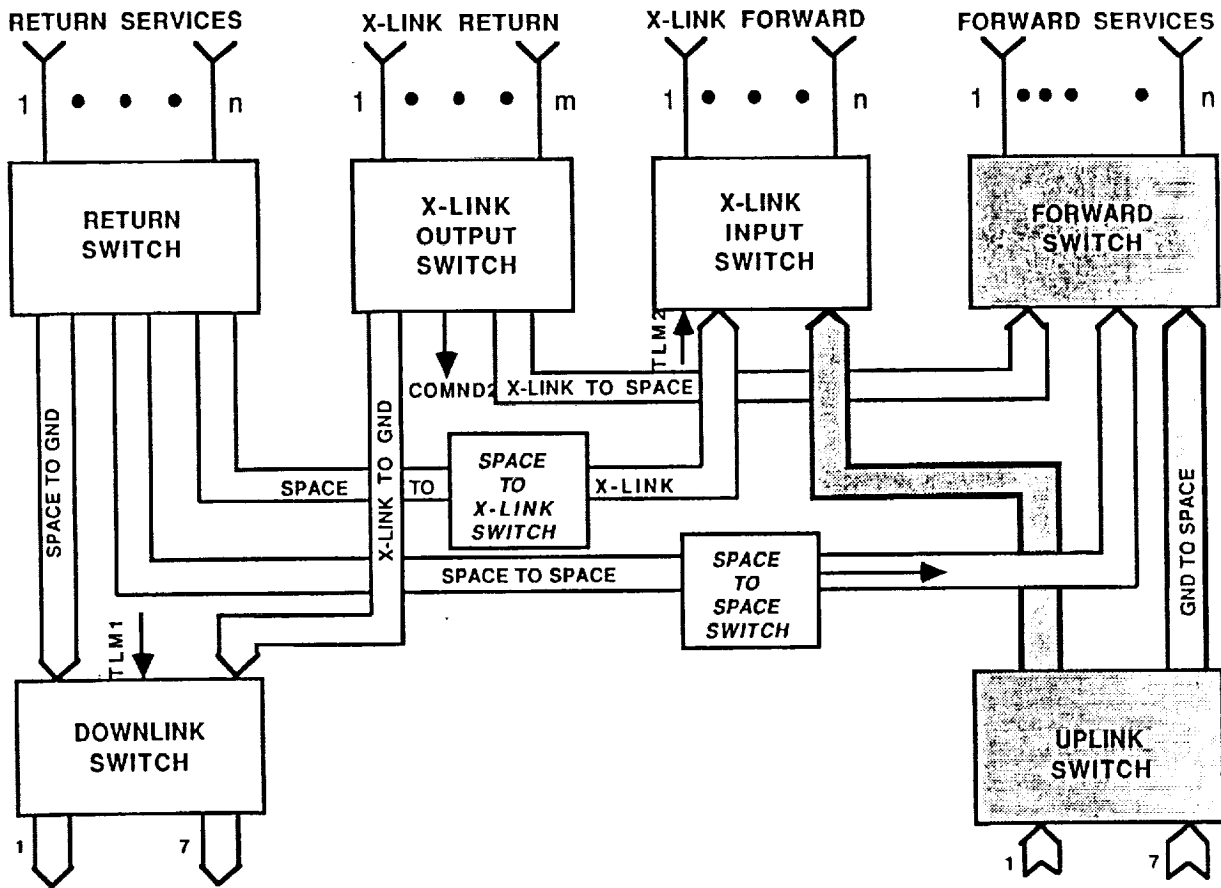 RETURN SERVICES
X-LINK RETURN
X-LINK FORWARD
FORWARD SERVICES
1 • • • n
1 • • • m
1 • • • n
1 • • • • n
RETURN
SWITCH
X-LINK
OUTPUT
SWITCH
X-LINK
INPUT
SWITCH
FORWARD
SWITCH
TLM2
COMND2
X-LINK TO SPACE
SPACE TO GND
X-LINK TO GND
SPACE TO
SPACE
TO
X-LINK
SWITCH
X-LINK
SPACE TO SPACE
SPACE
TO
SPACE
SWITCH
GND TO SPACE
TLM1
DOWNLINK
SWITCH
UPLINK
SWITCH
1 7
1 7